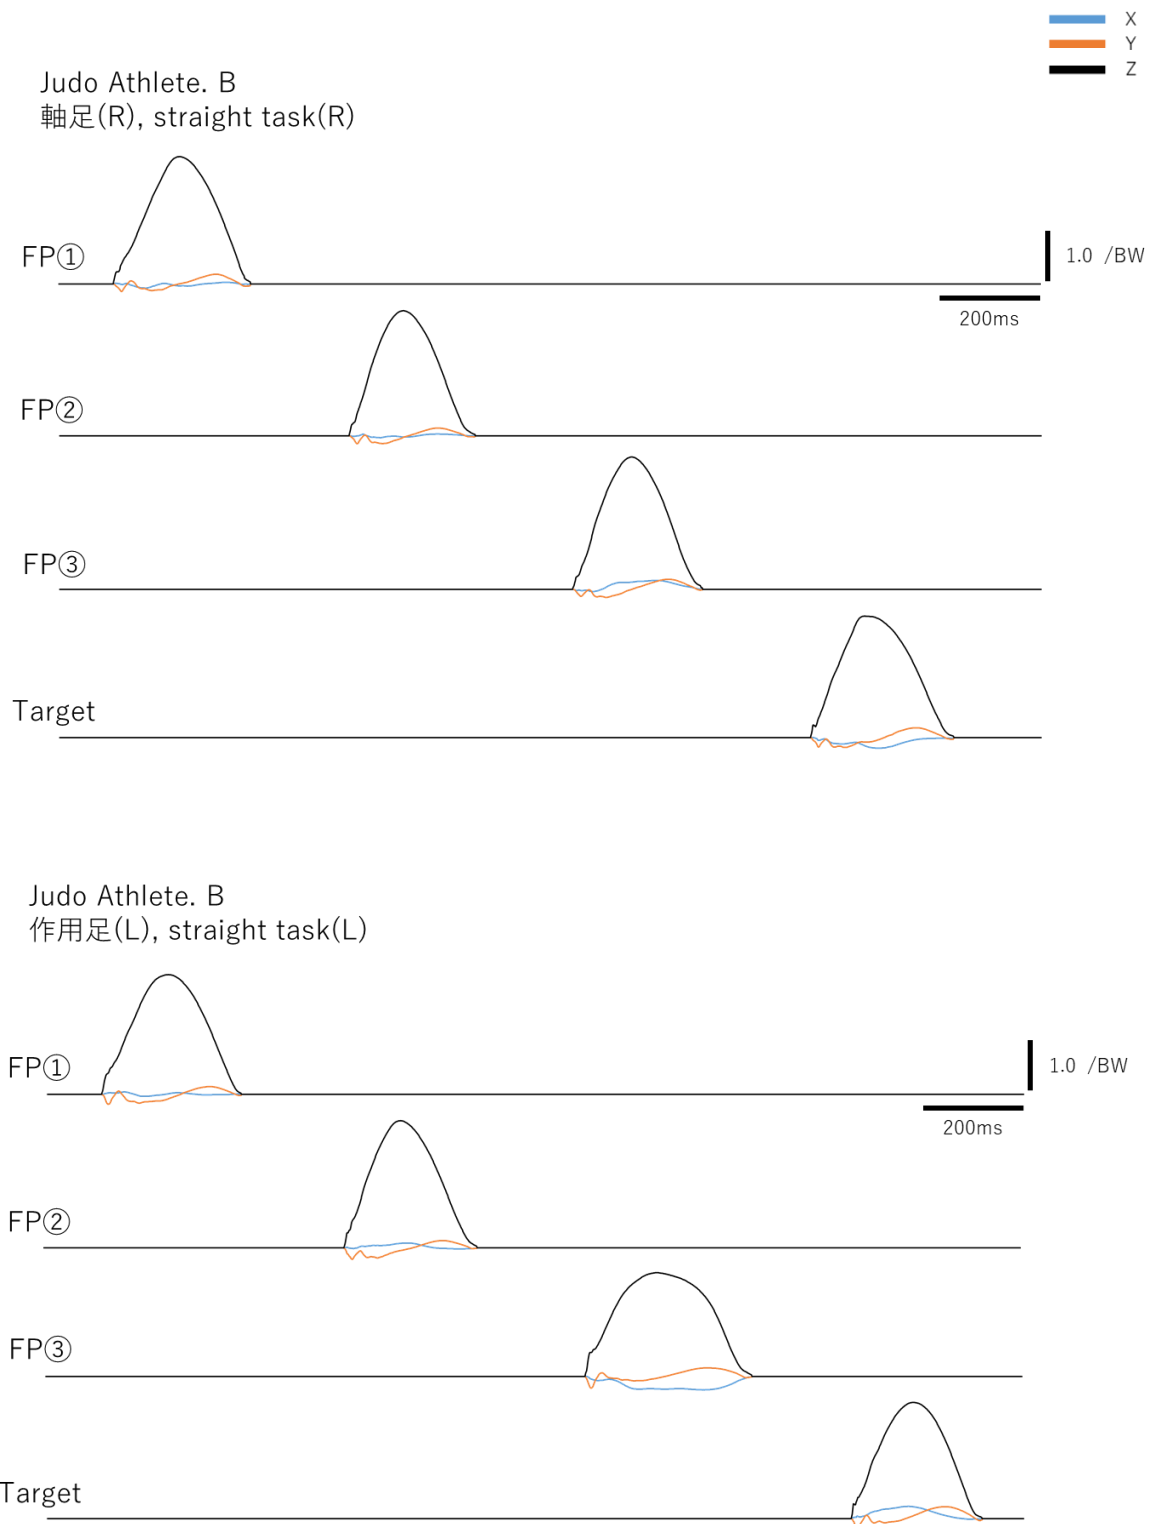 X
Y
Z
Judo Athlete. B
軸足(R), straight task(R)
FP①
1.0 /BW
200ms
FP②
FP③
Target
Judo Athlete. B
作用足(L), straight task(L)
FP①
1.0 /BW
200ms
FP②
FP③
Target